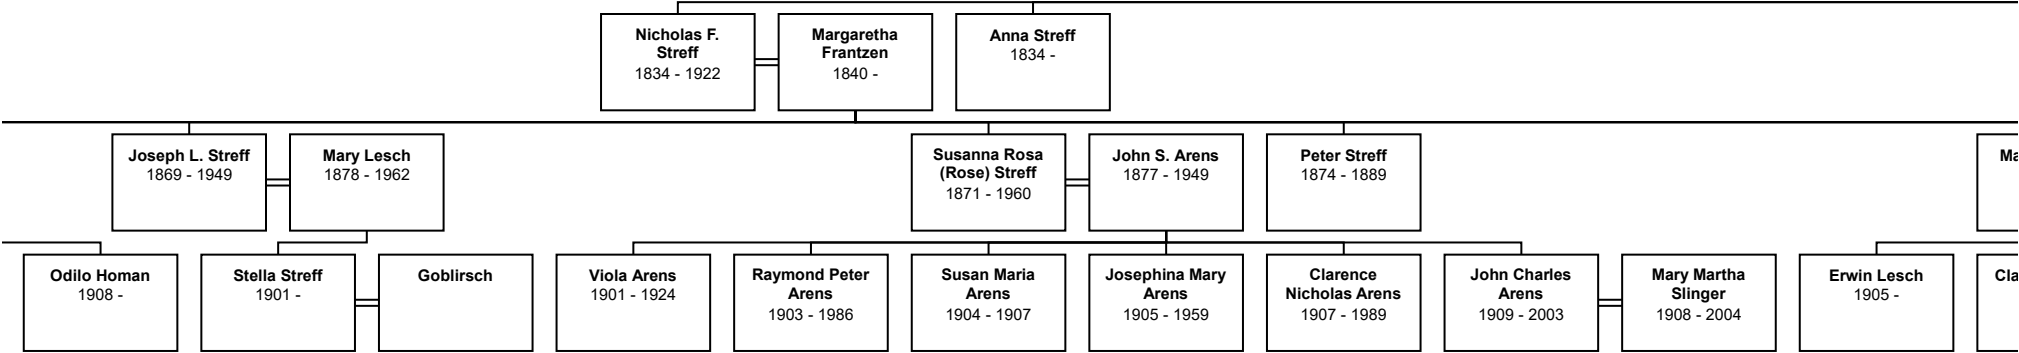 Nicholas F.
Streff
1834 - 1922
Margaretha
Frantzen
1840 -
Anna Streff
1834 -
Joseph L. Streff
1869 - 1949
Mary Lesch
1878 - 1962
Susanna Rosa
(Rose) Streff
1871 - 1960
John S. Arens
1877 - 1949
Peter Streff
1874 - 1889
Ma
Odilo Homan
1908 -
Stella Streff
1901 -
Goblirsch
Viola Arens
1901 - 1924
Raymond Peter
Arens
1903 - 1986
Susan Maria
Arens
1904 - 1907
Josephina Mary
Arens
1905 - 1959
Clarence
Nicholas Arens
1907 - 1989
John Charles
Arens
1909 - 2003
Mary Martha
Slinger
1908 - 2004
Erwin Lesch
1905 -
Cla